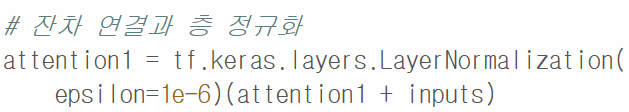 # 잔차 연결과 층 정규화
attention1 = tf.keras.layers.LayerNormalization(
epsilon=1e-6)(attention1 + inputs)